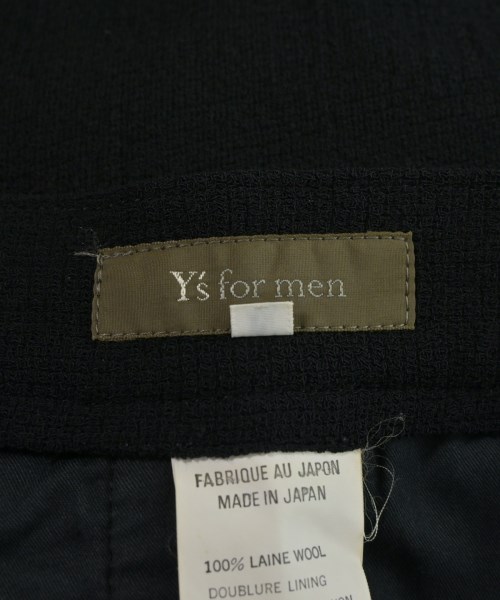 Y's for men
FABRIQUE AU JAPON
MADE IN JAPAN
100% LAINE WOOL
DOUBLURE LINING